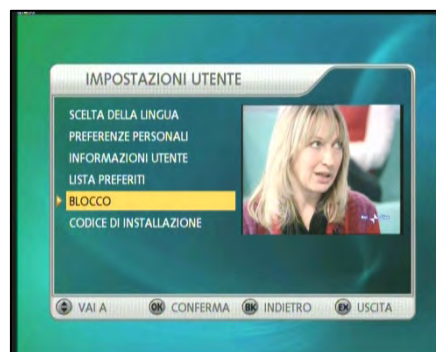 IMPOSTAZIONI UTENTE
SCELTA DELLA LINGUA
PREFERENZE PERSONALI
INFORMAZIONI UTENTE
LISTA PREFERITI
BLOCCO
CODICE DI INSTALLAZIONE
VAI A OK CONFERMA BK INDIETRO EX USCITA